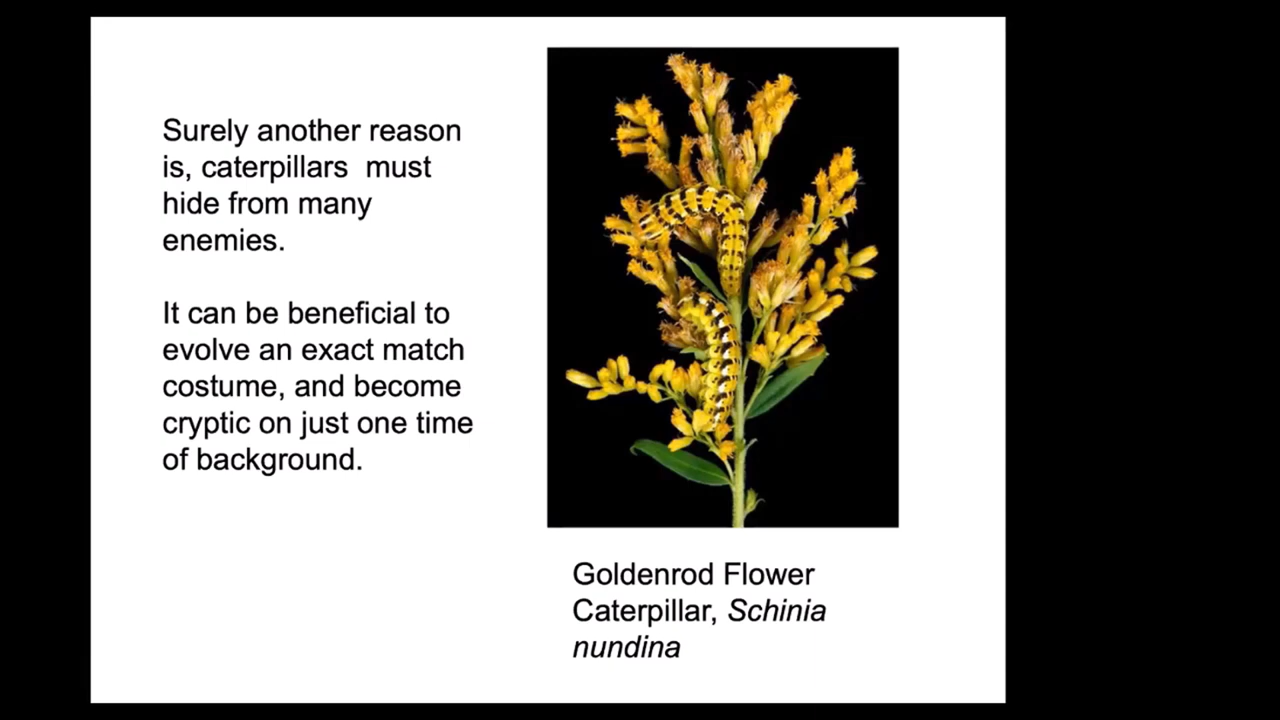 Surely another reason
is, caterpillars  must
hide from many
enemies.
It can be beneficial to
evolve an exact match
costume, and become
cryptic on just one time
of background.
Goldenrod Flower
Caterpillar, Schinia
nundina